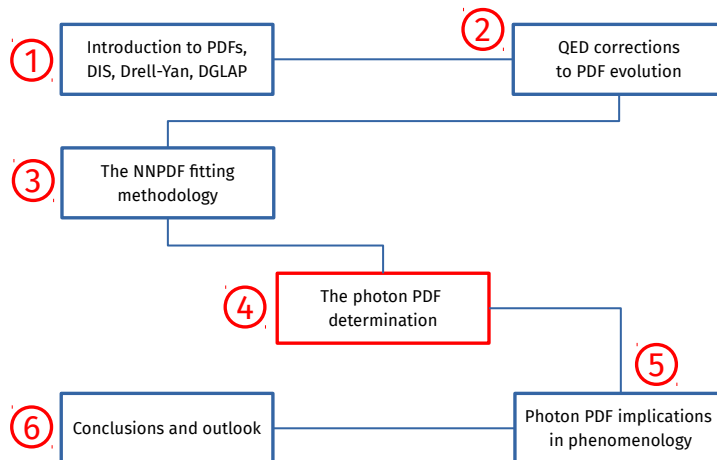 1
Introduction to PDFs,
DIS, Drell-Yan, DGLAP
2
QED corrections
to PDF evolution
3
The NNPDF fitting
methodology
4
The photon PDF
determination
5
Photon PDF implications
in phenomenology
6
Conclusions and outlook